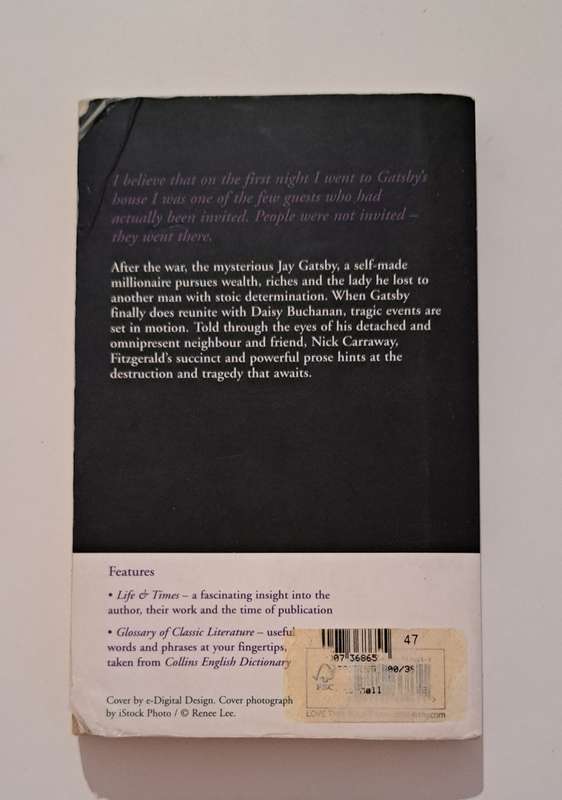 I believe that on the first night I went to Gatsby's
house I was one of the few guests who had
actually been invited. People were not invited –
they went there.
After the war, the mysterious Jay Gatsby, a self-made
millionaire pursues wealth, riches and the lady he lost to
another man with stoic determination. When Gatsby
finally does reunite with Daisy Buchanan, tragic events are
set in motion. Told through the eyes of his detached and
omnipresent neighbour and friend, Nick Carraway,
Fitzgerald's succinct and powerful prose hints at the
destruction and tragedy that awaits.
Features
• Life & Times – a fascinating insight into the
author, their work and the time of publication
• Glossary of Classic Literature – useful
words and phrases at your fingertips,
taken from Collins English Dictionary
47
FSC
Cover by e-Digital Design. Cover photograph
by iStock Photo / © Renee Lee.